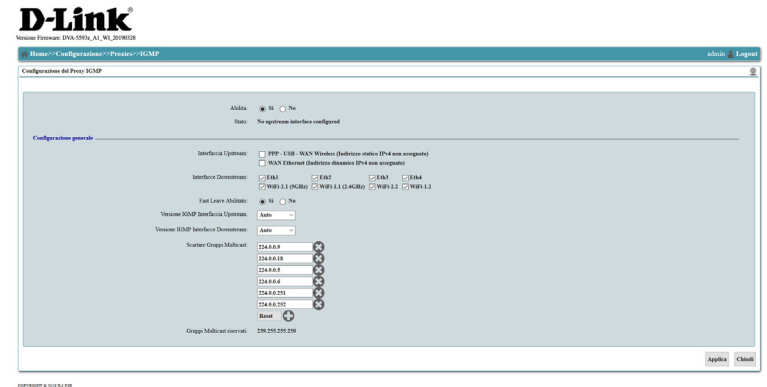 D-Link®
Versione Firmware: DVA-5593z_A1_WI_20190328
Home>>Configurazione>>Proxies>>IGMP admin Logout
Configurazione del Proxy IGMP
Abilita: Sì No
Stato: No upstream interface configured
Configurazione generale
Interfaccia Upstream: PPP - USB - WAN Wireless (Indirizzo statico IPv4 non assegnato)
WAN Ethernet (Indirizzo dinamico IPv4 non assegnato)
Interfacce Downstream: Eth1 Eth2 Eth3 Eth4
WiFi-2.1 (5GHz) WiFi-1.1 (2.4GHz) WiFi-2.2 WiFi-1.2
Fast Leave Abilitato: Sì No
Versione IGMP Interfaccia Upstream: Auto
Versione IGMP Interfacce Downstream: Auto
Scartare Gruppi Multicast: 224.0.0.9
224.0.0.18
224.0.0.5
224.0.0.6
224.0.0.251
224.0.0.252
Reset
Gruppi Multicast riservati: 239.255.255.250
Applica Chiudi